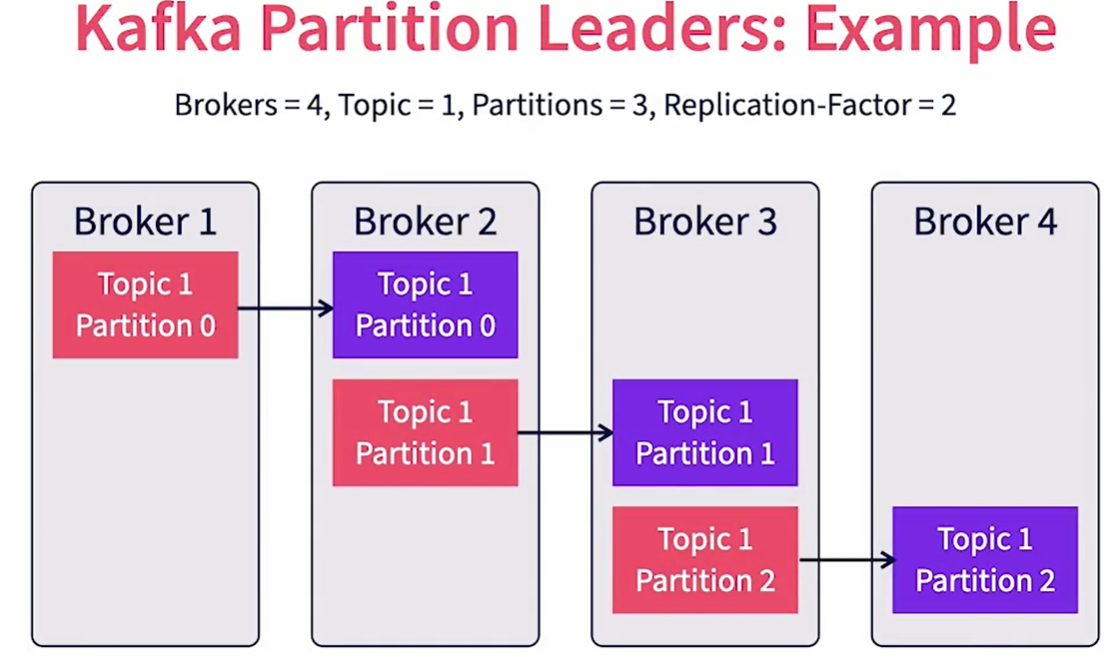 Kafka Partition Leaders: Example
Brokers = 4, Topic = 1, Partitions = 3, Replication-Factor = 2
Broker 1
Topic 1
Partition 0
Broker 2
Topic 1
Partition 0
Topic 1
Partition 1
Broker 3
Topic 1
Partition 1
Topic 1
Partition 2
Broker 4
Topic 1
Partition 2